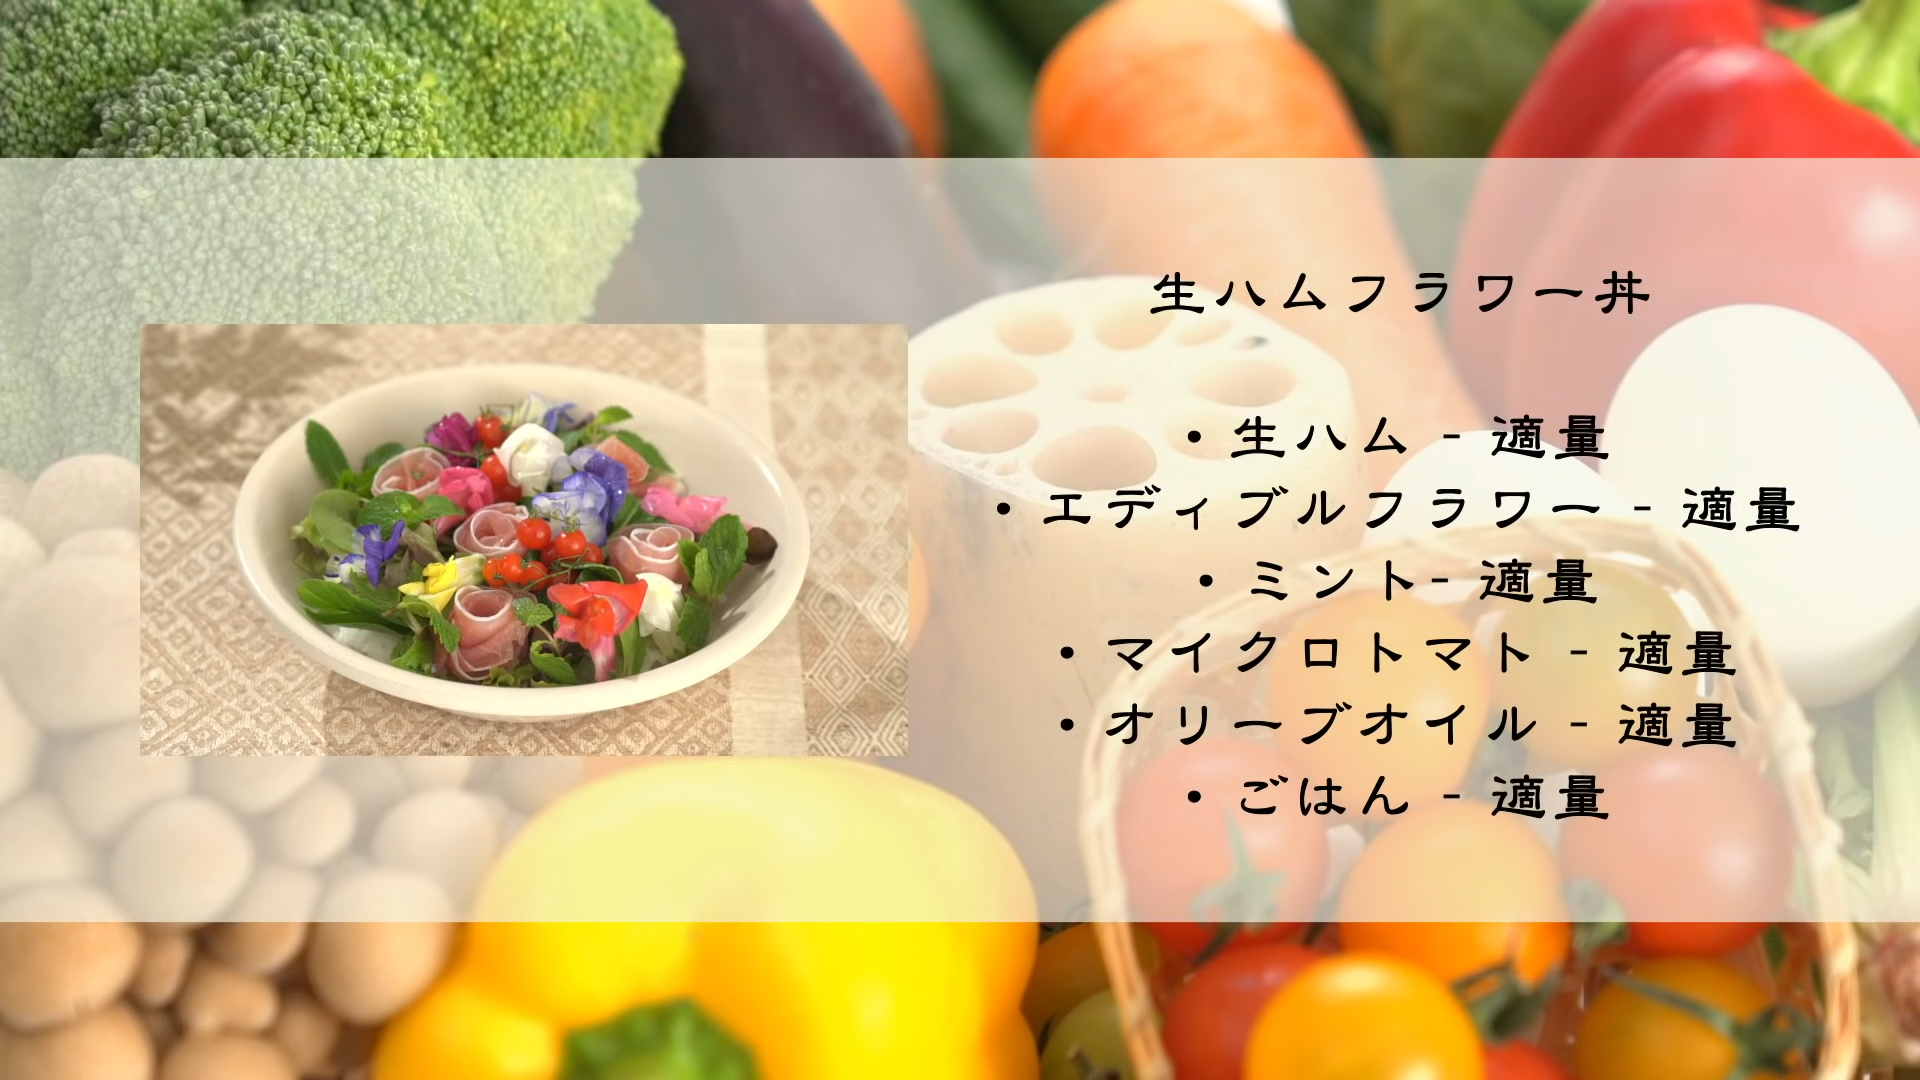 生ハムフラワー丼
・生ハム - 適量
・エディブルフラワー - 適量
・ミント- 適量
・マイクロトマト - 適量
・オリーブオイル - 適量
・ごはん - 適量